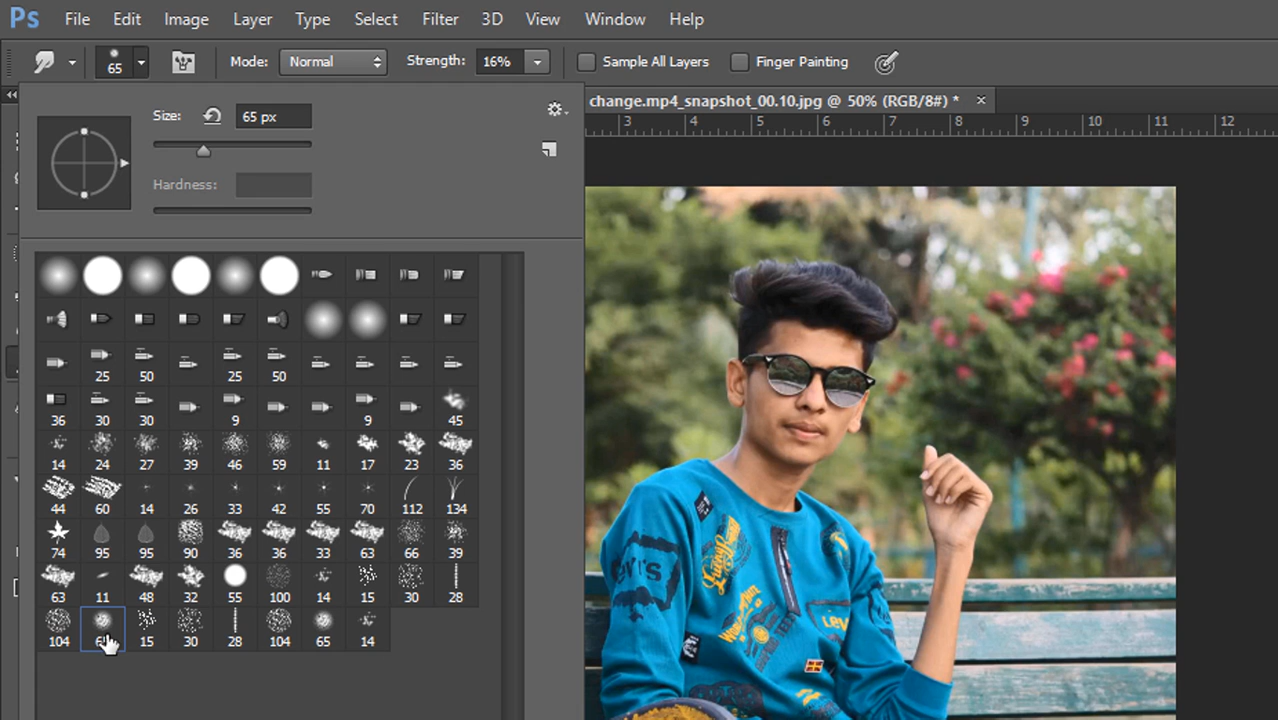 Ps File Edit Image Layer Type Select Filter 3D View Window Help
65 Mode: Normal Strength: 16% Sample All Layers Finger Painting
change.mp4_snapshot_00.10.jpg @ 50% (RGB/8#) * ×
Size: 65 px
3 4 5 6 7 8 9 10 11 12
Hardness:
25 50 25 50
36 30 30 9 9 45
14 24 27 39 46 59 11 17 23 36
44 60 14 26 33 42 55 70 112 134
74 95 95 90 36 36 33 63 66 39
63 11 48 32 55 100 14 15 30 28
104 15 30 28 104 65 14